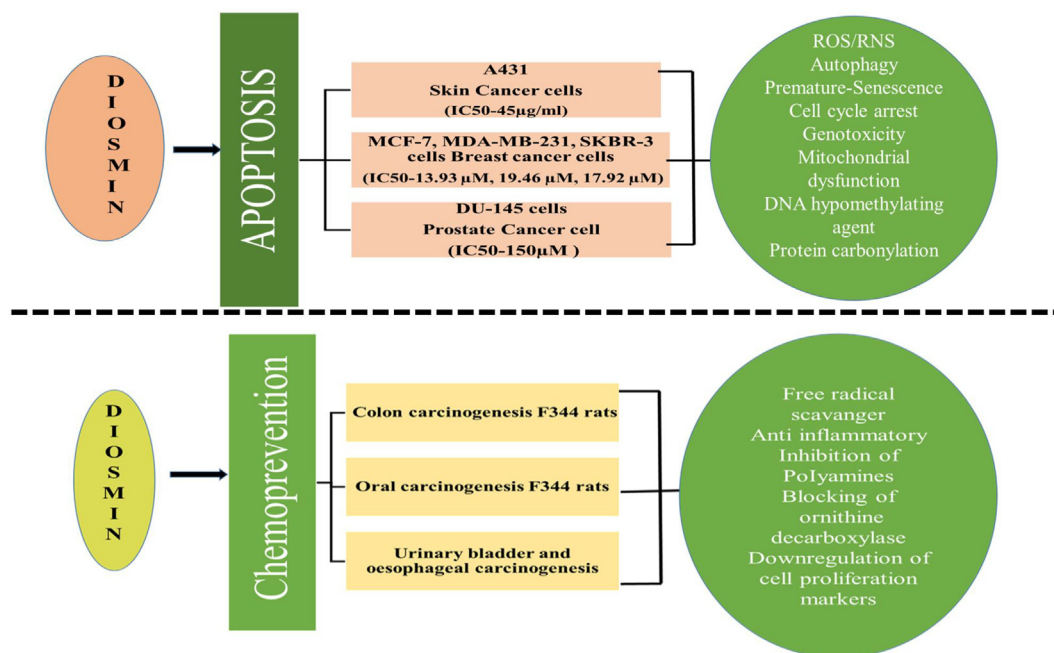 DIOSMIN
APOPTOSIS
A431
Skin Cancer cells
(IC50-45µg/ml)
MCF-7, MDA-MB-231, SKBR-3
cells Breast cancer cells
(IC50-13.93 µM, 19.46 µM, 17.92 µM)
DU-145 cells
Prostate Cancer cell
(IC50-150µM )
ROS/RNS
Autophagy
Premature-Senescence
Cell cycle arrest
Genotoxicity
Mitochondrial
dysfunction
DNA hypomethylating
agent
Protein carbonylation
DIOSMIN
Chemoprevention
Colon carcinogenesis F344 rats
Oral carcinogenesis F344 rats
Urinary bladder and
oesophageal carcinogenesis
Free radical
scavanger
Anti inflammatory
Inhibition of
PoIyamines
Blocking of
ornithine
decarboxylase
Downregulation of
cell proliferation
markers